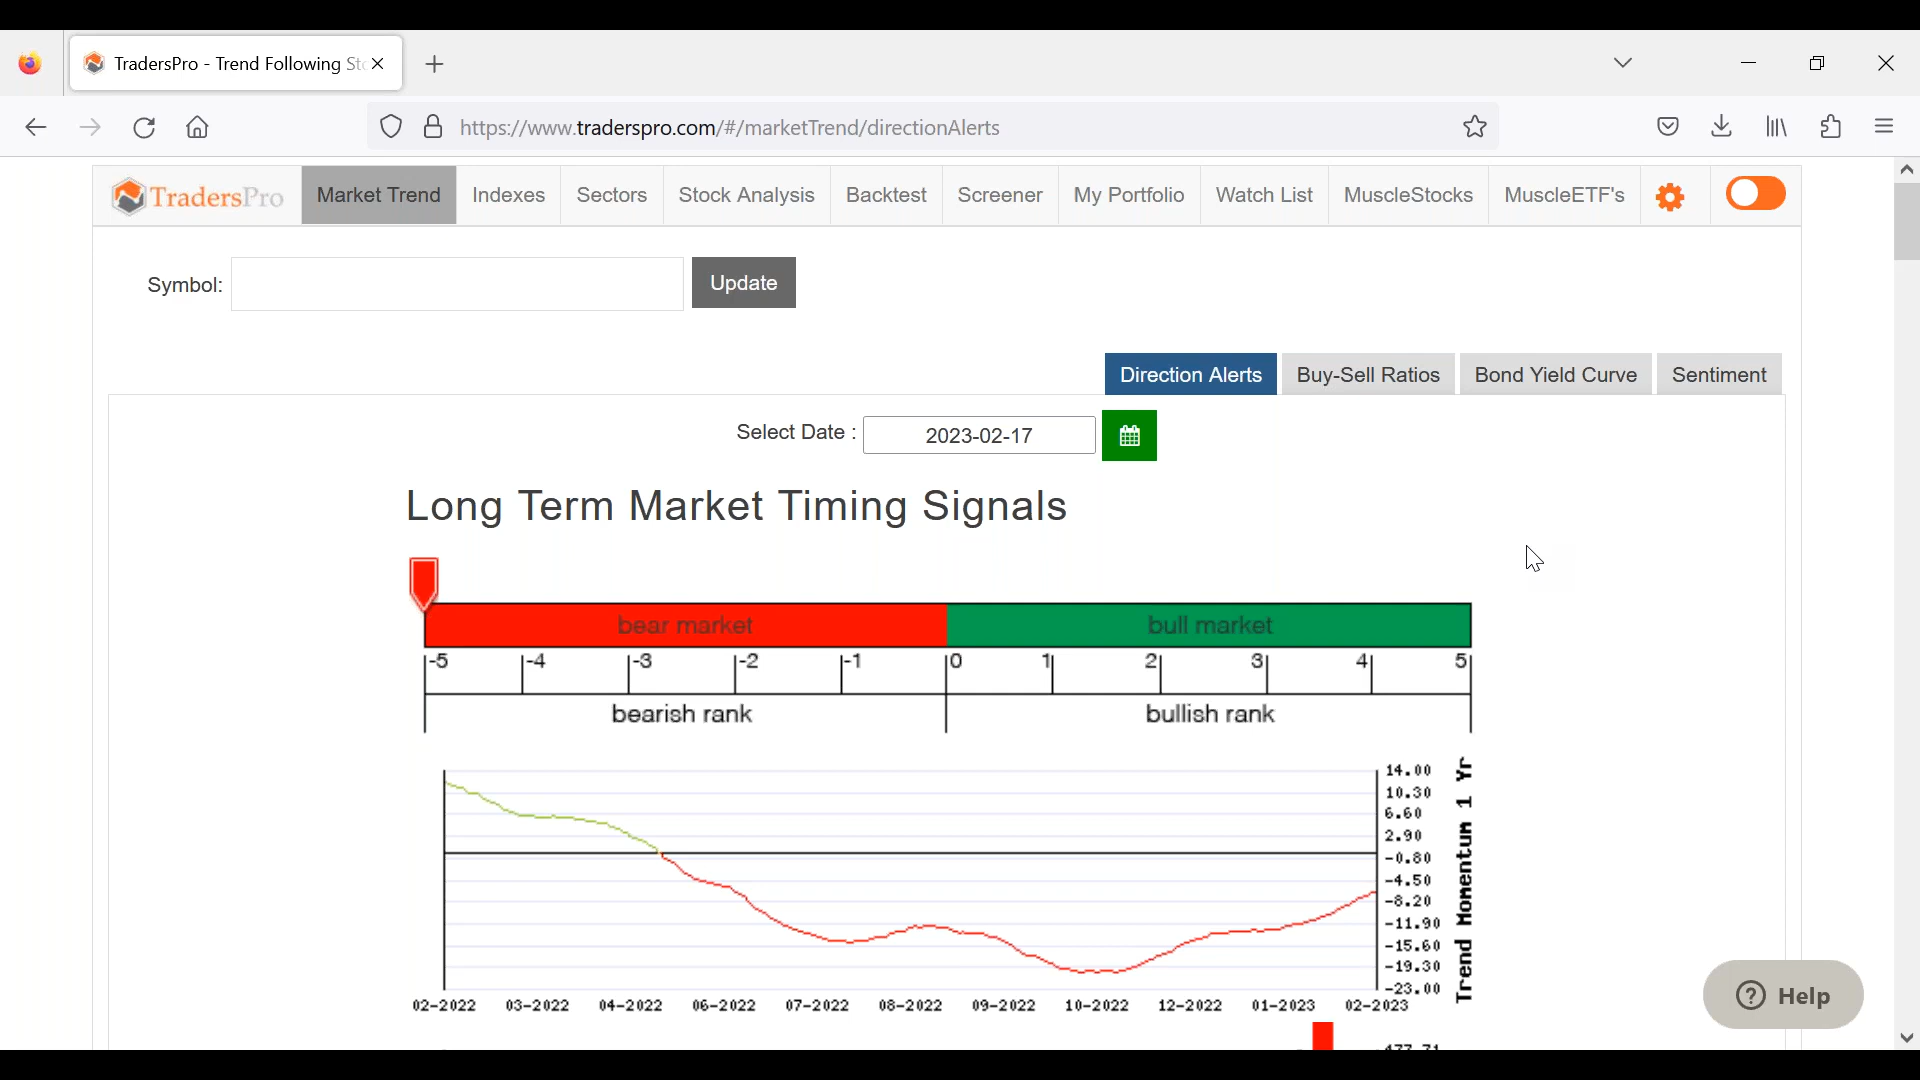 TradersPro - Trend Following Sto
https://www.traderspro.com/#/marketTrend/directionAlerts
TradersPro Market Trend Indexes Sectors Stock Analysis Backtest Screener My Portfolio Watch List MuscleStocks MuscleETF's
Symbol: Update
Direction Alerts Buy-Sell Ratios Bond Yield Curve Sentiment
Select Date : 2023-02-17
Long Term Market Timing Signals
bear market bull market
-5 -4 -3 -2 -1 0 1 2 3 4 5
bearish rank bullish rank
14.00
10.30
6.60
2.90
-0.80
-4.50
-8.20
-11.90
-15.60
-19.30
-23.00
Trend Momentum 1 Yr
02-2022 03-2022 04-2022 06-2022 07-2022 08-2022 09-2022 10-2022 12-2022 01-2023 02-2023
Help